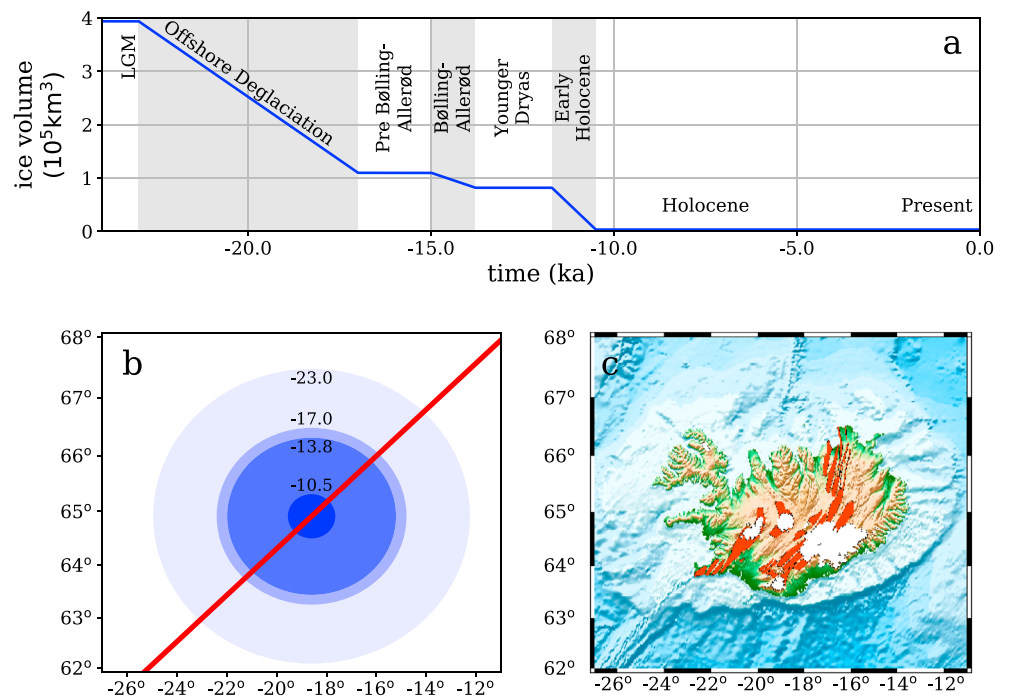 a
ice volume
(10⁵km³)
4
3
2
1
0
LGM
Offshore Deglaciation
Pre Bølling-
Allerød
Bølling-
Allerød
Younger
Dryas
Early
Holocene
Holocene
Present
-20.0 -15.0 -10.0 -5.0 0.0
time (ka)
b
68°
67°
66°
65°
64°
63°
62°
-23.0
-17.0
-13.8
-10.5
-26° -24° -22° -20° -18° -16° -14° -12°
c
68°
67°
66°
65°
64°
63°
62°
-26° -24° -22° -20° -18° -16° -14° -12°